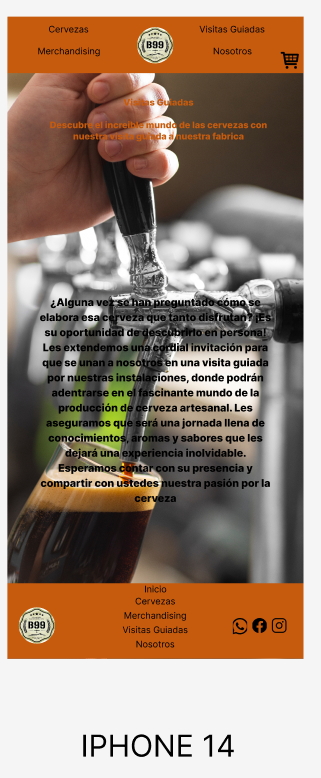 Cervezas
Visitas Guiadas
B99
Merchandising
Nosotros
Visitas Guiadas
Descubre el increíble mundo de las cervezas con
nuestra visita guiada a nuestra fabrica
¿Alguna vez se han preguntado cómo se
elabora esa cerveza que tanto disfrutan? ¡Es
su oportunidad de descubrirlo en persona!
Les extendemos una cordial invitación para
que se unan a nosotros en una visita guiada
por nuestras instalaciones, donde podrán
adentrarse en el fascinante mundo de la
producción de cerveza artesanal. Les
aseguramos que será una jornada llena de
conocimientos, aromas y sabores que les
dejará una experiencia inolvidable.
Esperamos contar con su presencia y
compartir con ustedes nuestra pasión por la
cerveza
Inicio
Cervezas
Merchandising
Visitas Guiadas
Nosotros
B99
IPHONE 14